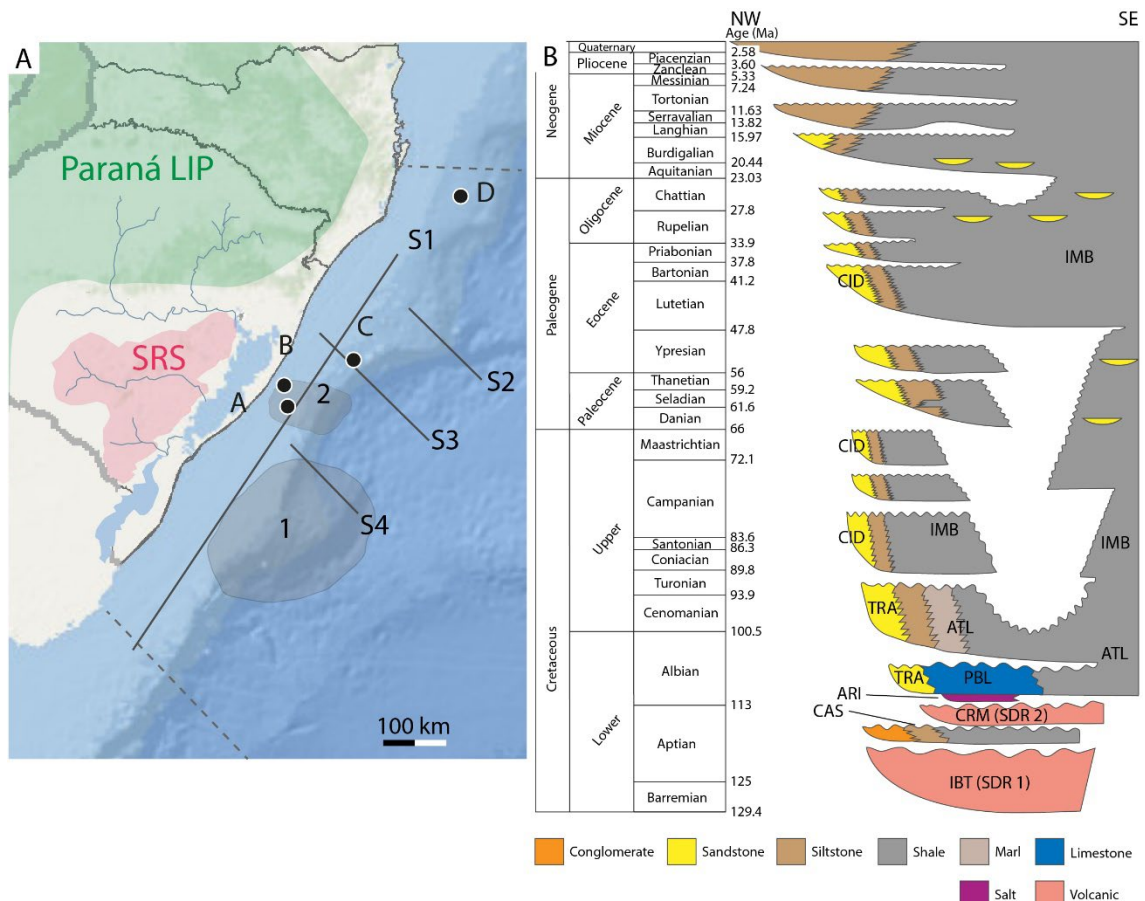 A
Paraná LIP
D
S1
SRS
B
C
A
2
S2
S3
1
S4
100 km
B
NW
SE
Age (Ma)
Quaternary
2.58
Pliocene
Piacenzian
3.60
Zanclean
5.33
Neogene
Miocene
Messinian
7.24
Tortonian
11.63
Serravalian
13.82
Langhian
15.97
Burdigalian
20.44
Aquitanian
23.03
Paleogene
Oligocene
Chattian
27.8
Rupelian
33.9
Eocene
Priabonian
37.8
Bartonian
41.2
Lutetian
47.8
Ypresian
56
Paleocene
Thanetian
59.2
Seladian
61.6
Danian
66
Cretaceous
Upper
Maastrichtian
72.1
Campanian
83.6
Santonian
86.3
Coniacian
89.8
Turonian
93.9
Cenomanian
100.5
Lower
Albian
113
Aptian
125
Barremian
129.4
IMB
CID
CID
CID
IMB
IMB
TRA
ATL
ATL
TRA
PBL
ARI
CAS
CRM (SDR 2)
IBT (SDR 1)
Conglomerate
Sandstone
Siltstone
Shale
Marl
Limestone
Salt
Volcanic